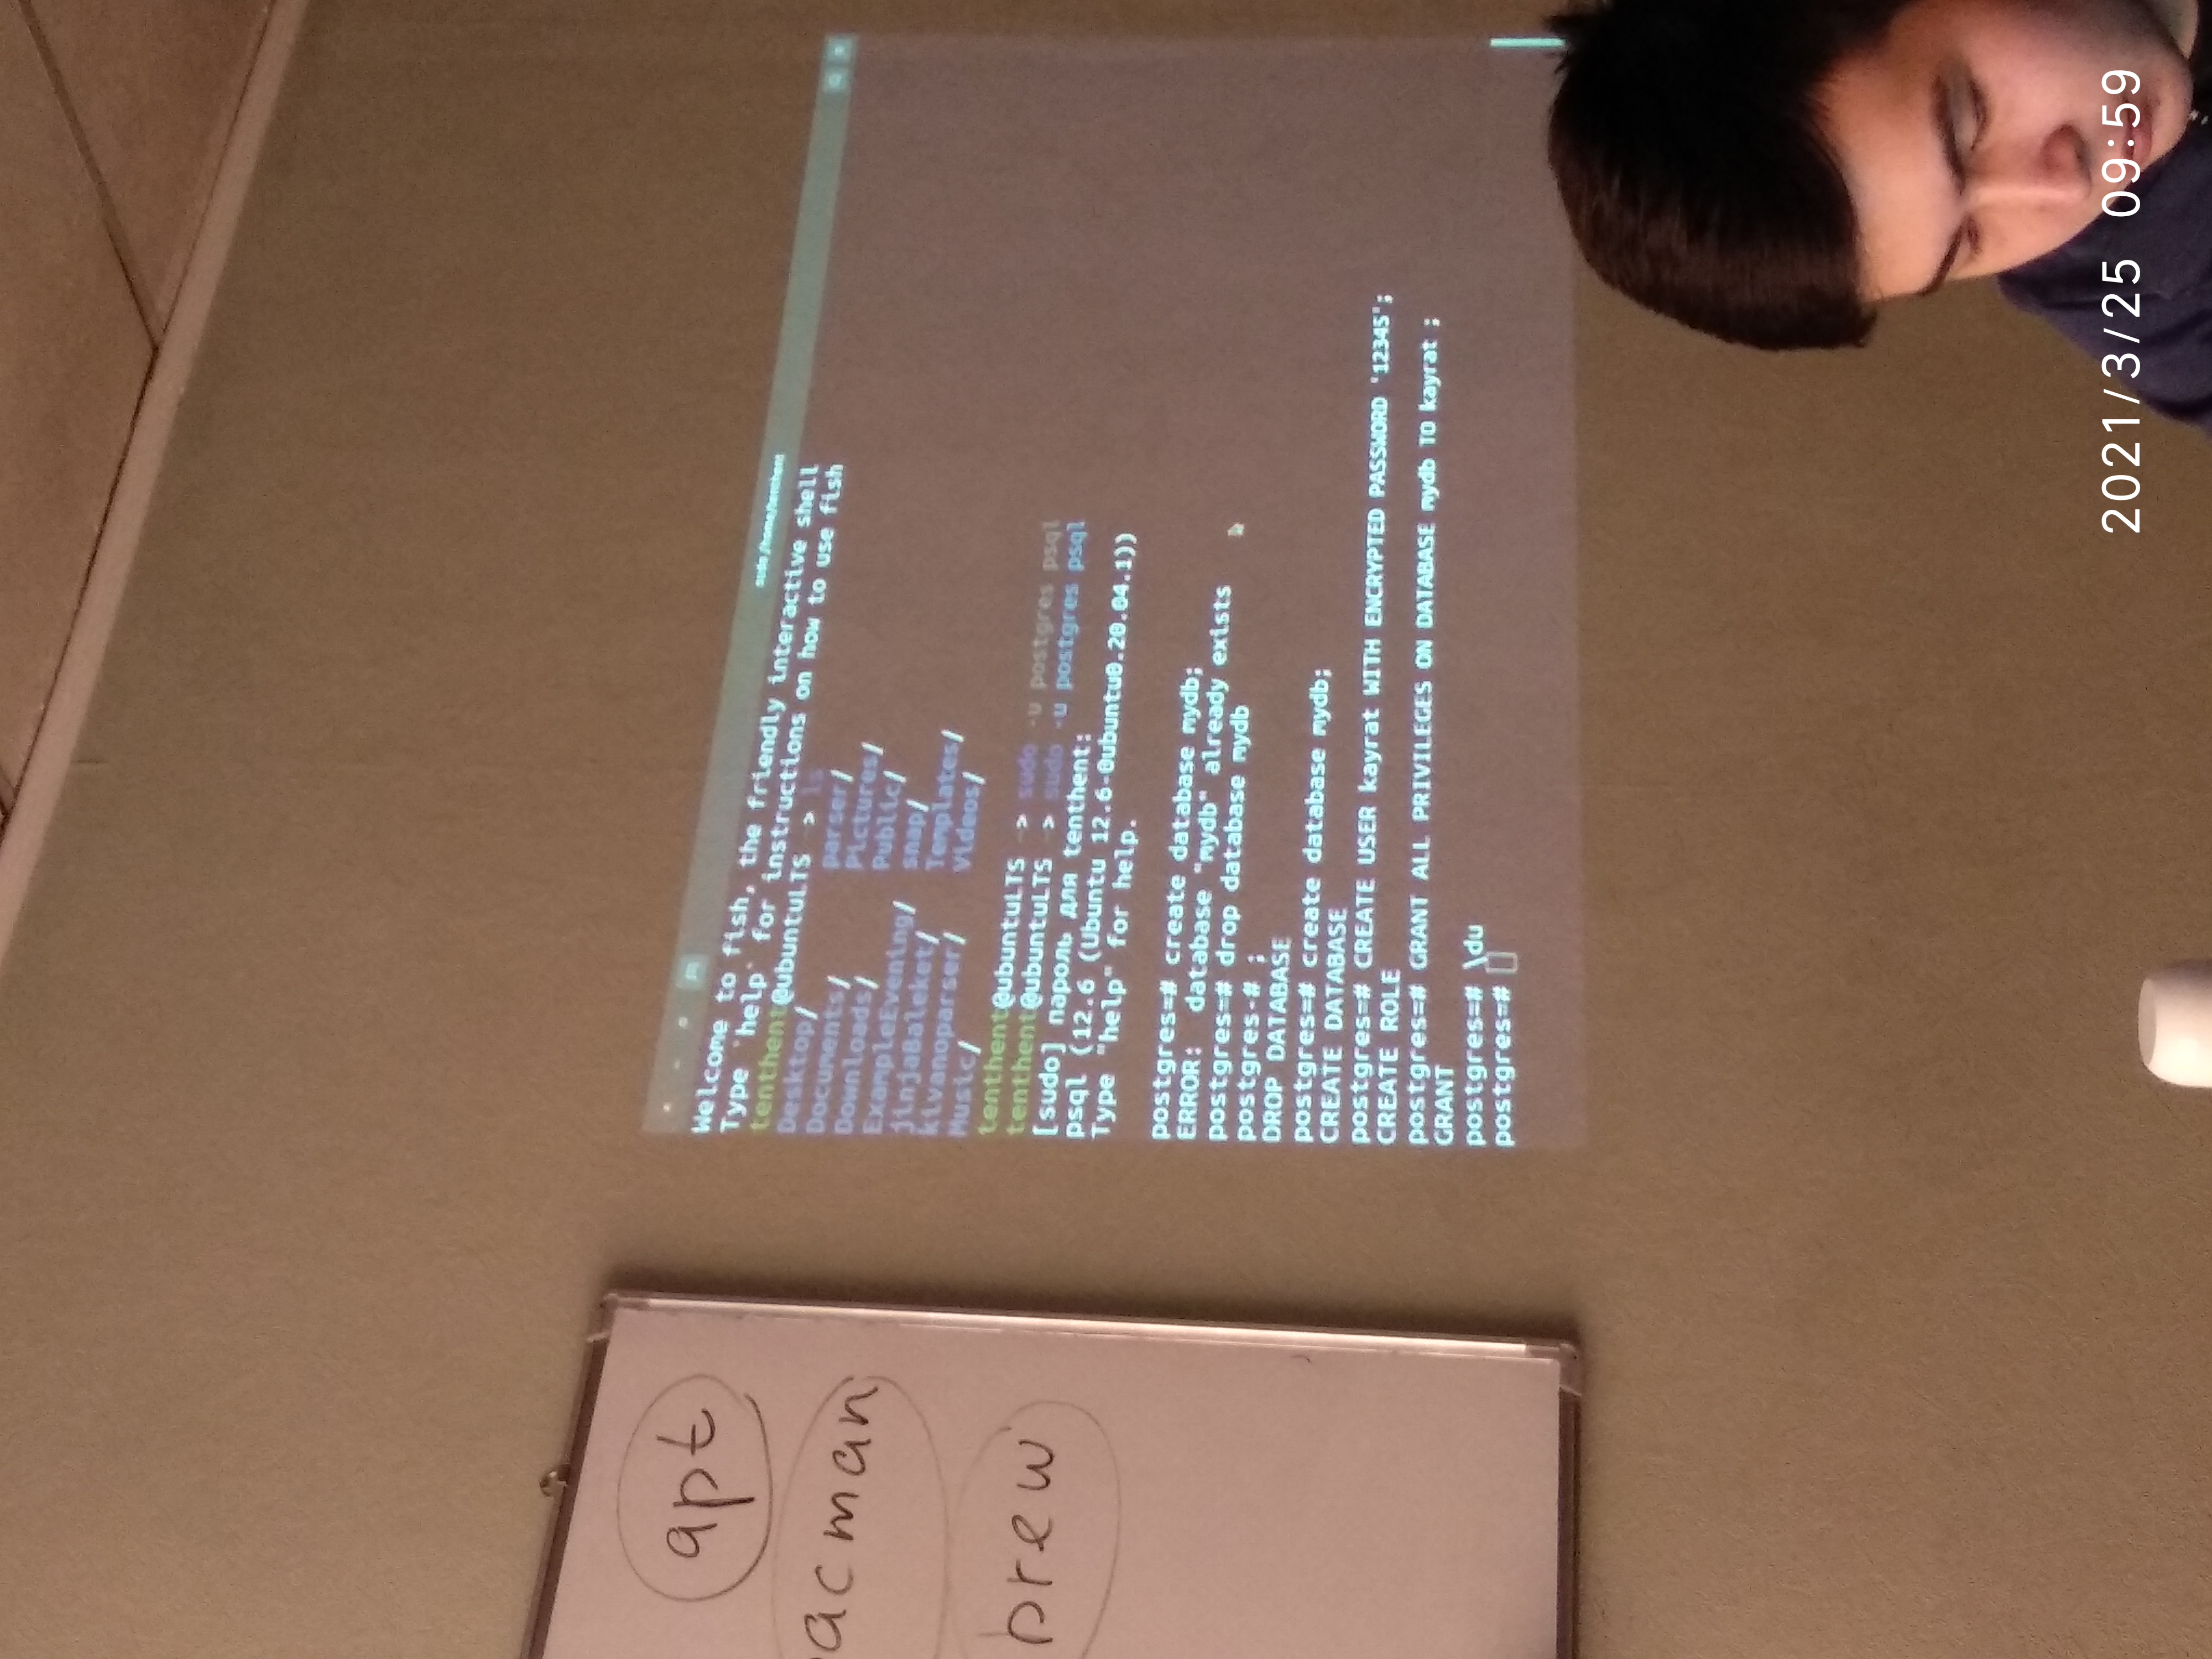 apt
acman
brew
sudo /home/tenthent
Welcome to fish, the friendly interactive shell
Type `help` for instructions on how to use fish
tenthent@ubuntuLTS ~> ls
Desktop/ parser/
Documents/ Pictures/
Downloads/ Public/
ExampleEvening/ snap/
jinjaBaleket/ Templates/
kivanoparser/ Videos/
Music/
tenthent@ubuntuLTS ~> sudo -u postgres psql
tenthent@ubuntuLTS ~> sudo -u postgres psql
[sudo] пароль для tenthent:
psql (12.6 (Ubuntu 12.6-0ubuntu0.20.04.1))
Type "help" for help.
postgres=# create database mydb;
ERROR:  database "mydb" already exists
postgres=# drop database mydb
postgres-# ;
DROP DATABASE
postgres=# create database mydb;
CREATE DATABASE
postgres=# CREATE USER kayrat WITH ENCRYPTED PASSWORD '12345';
CREATE ROLE
postgres=# GRANT ALL PRIVILEGES ON DATABASE mydb TO kayrat ;
GRANT
postgres=# \du
postgres=#
2021/3/25 09:59